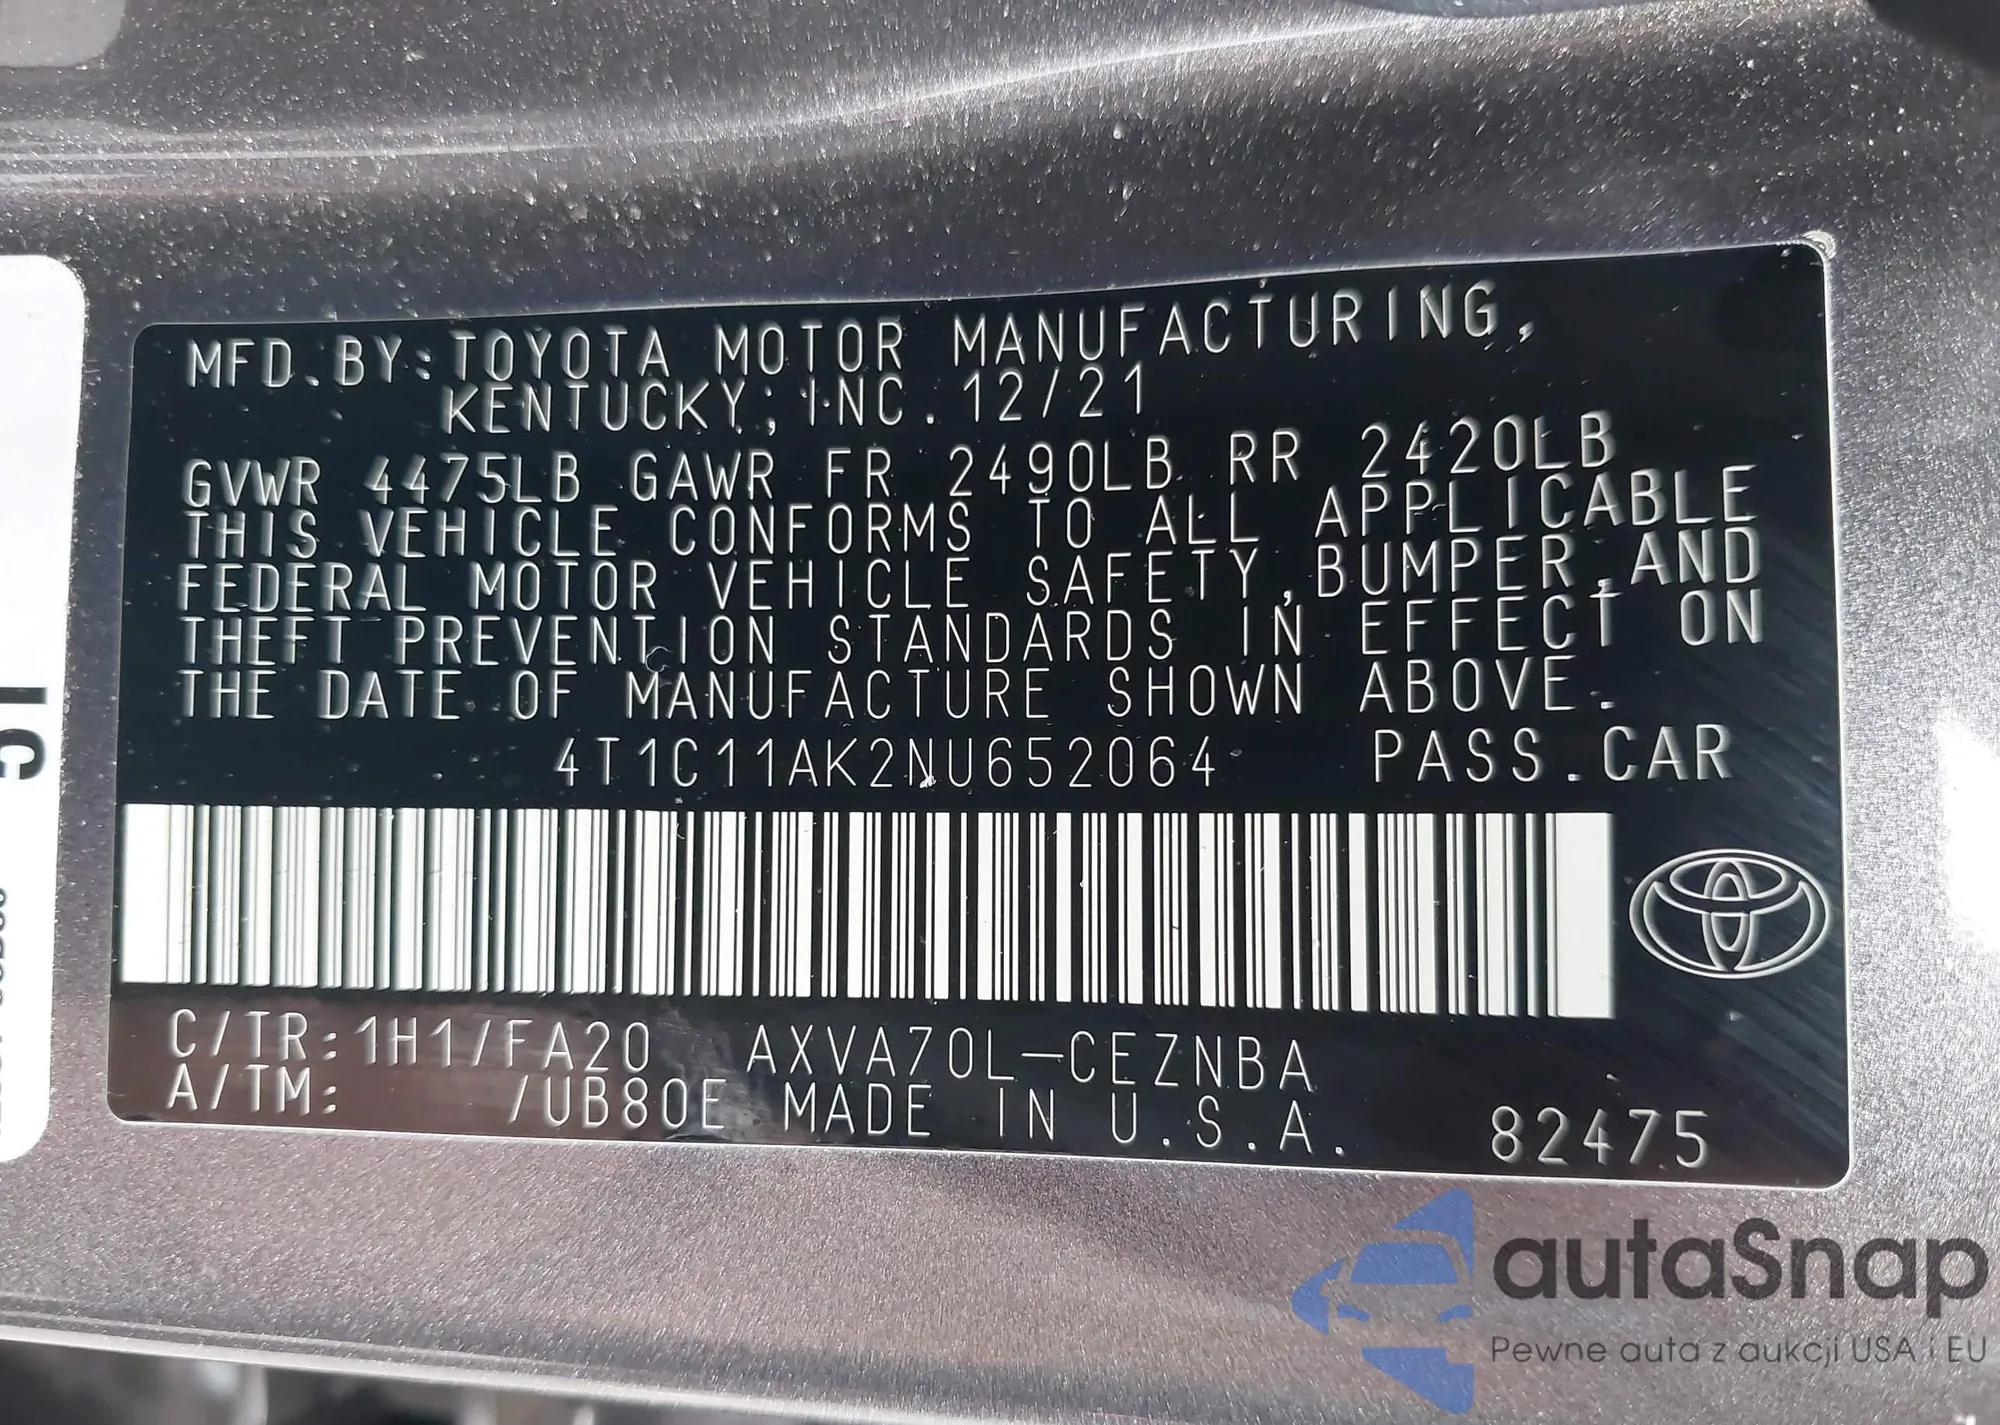 MFD.BY:TOYOTA MOTOR MANUFACTURING,
KENTUCKY, INC. 12/21
GVWR 4475LB GAWR FR 2490LB RR 2420LB
THIS VEHICLE CONFORMS TO ALL APPLICABLE
FEDERAL MOTOR VEHICLE SAFETY,BUMPER,AND
THEFT PREVENTION STANDARDS IN EFFECT ON
THE DATE OF MANUFACTURE SHOWN ABOVE.
4T1C11AK2NU652064 PASS.CAR
C/TR:1H1/FA20 AXVA70L-CEZNBA
A/TM: /UB80E MADE IN U.S.A. 82475
autaSnap
Pewne auta z aukcji USA i EU